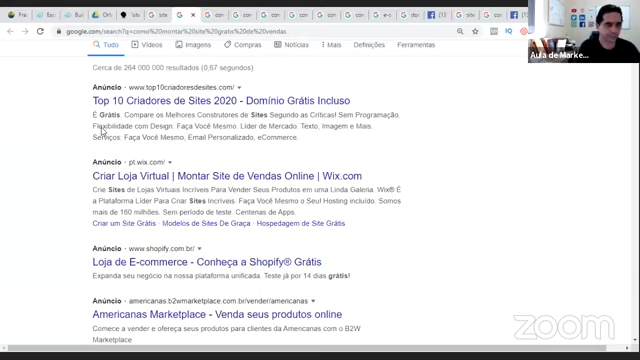 google.com/search?q=como+montar+site+gratis+de+vendas
Tudo Vídeos Imagens Compras Notícias Mais Definições Ferramentas
Cerca de 264 000 000 resultados (0,67 segundos)
Anúncio · www.top10criadoresdesites.com/
Top 10 Criadores de Sites 2020 - Domínio Grátis Incluso
É Grátis. Compare os Melhores Construtores de Sites Segundo as Críticas! Sem Programação.
Flexibilidade com Design. Faça Você Mesmo. Líder de Mercado. Texto, Imagem e Mais.
Serviços: Faça Você Mesmo, Email Personalizado, eCommerce.
Anúncio · pt.wix.com/
Criar Loja Virtual | Montar Site de Vendas Online | Wix.com
Crie Sites de Lojas Virtuais Incríveis Para Vender Seus Produtos em uma Linda Galeria. Wix® É
a Plataforma Líder Para Criar Sites Incríveis. Faça Você Mesmo o Seu! Hosting incluído. Somos
mais de 160 milhões. Sem período de teste. Centenas de Apps.
Criar um Site Grátis · Modelos de Sites De Graça · Hospedagem de Site Grátis
Anúncio · www.shopify.com.br/
Loja de E-commerce - Conheça a Shopify® Grátis
Expanda seu negócio na nossa plataforma unificada. Teste já por 14 dias grátis!
Anúncio · americanas.b2wmarketplace.com.br/vender/americanas
Americanas Marketplace - Venda seus produtos online
Comece a vender e ofereça seus produtos para clientes da Americanas com o B2W
Marketplace
Aula de Marke...
zoom